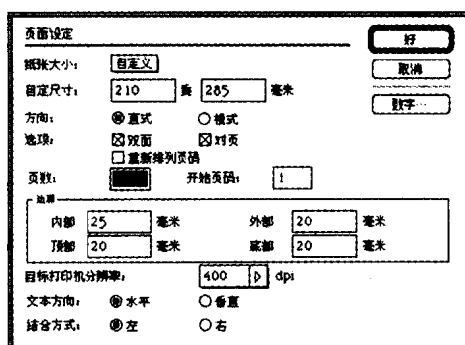 页面设定
好
纸张大小: 自定义
取消
自定尺寸: 210 乘 285 毫米
数字…
方向: 直式 横式
选项: 双面 对页
重新排列页码
页数: 开始页码: 1
边限
内部 25 毫米 外部 20 毫米
顶部 20 毫米 底部 20 毫米
目标打印机分辨率: 400 dpi
文本方向: 水平 垂直
结合方式: 左 右